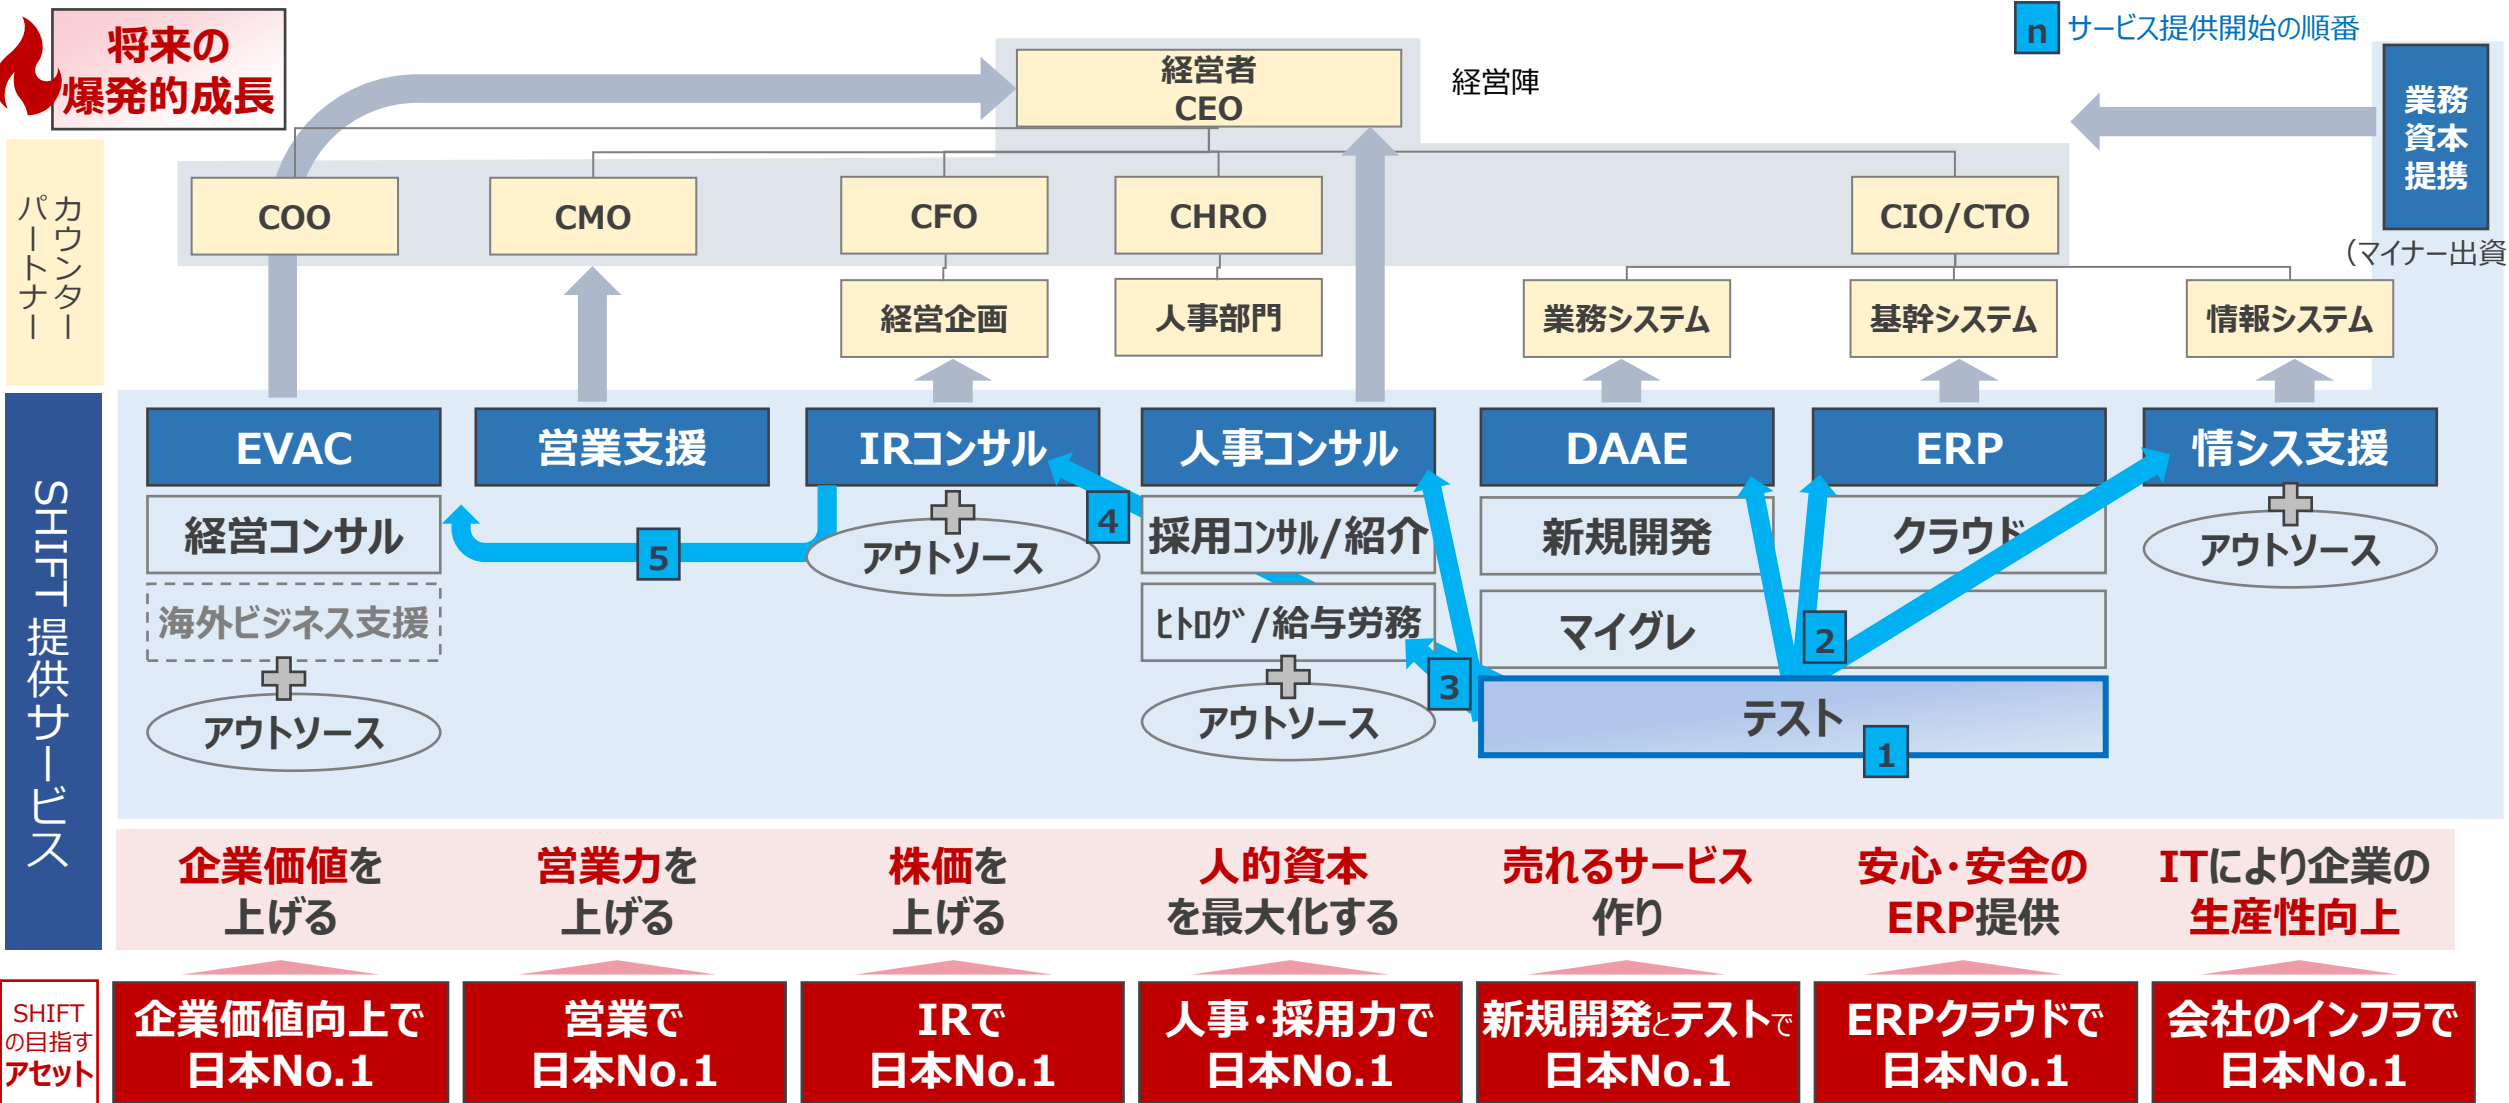 将来の
爆発的成長
n サービス提供開始の順番
経営者
CEO
経営陣
業務
資本
提携
(マイナー出資
カウンター
パートナー
COO
CMO
CFO
CHRO
CIO/CTO
経営企画
人事部門
業務システム
基幹システム
情報システム
SHIFT 提供サービス
EVAC
営業支援
IRコンサル
人事コンサル
DAAE
ERP
情シス支援
経営コンサル
海外ビジネス支援
アウトソース
5
アウトソース
4
採用コンサル/紹介
ヒトログ/給与労務
アウトソース
3
新規開発
クラウド
マイグレ
2
テスト
1
アウトソース
企業価値を
上げる
営業力を
上げる
株価を
上げる
人的資本
を最大化する
売れるサービス
作り
安心・安全の
ERP提供
ITにより企業の
生産性向上
SHIFT
の目指す
アセット
企業価値向上で
日本No.1
営業で
日本No.1
IRで
日本No.1
人事・採用力で
日本No.1
新規開発とテストで
日本No.1
ERPクラウドで
日本No.1
会社のインフラで
日本No.1